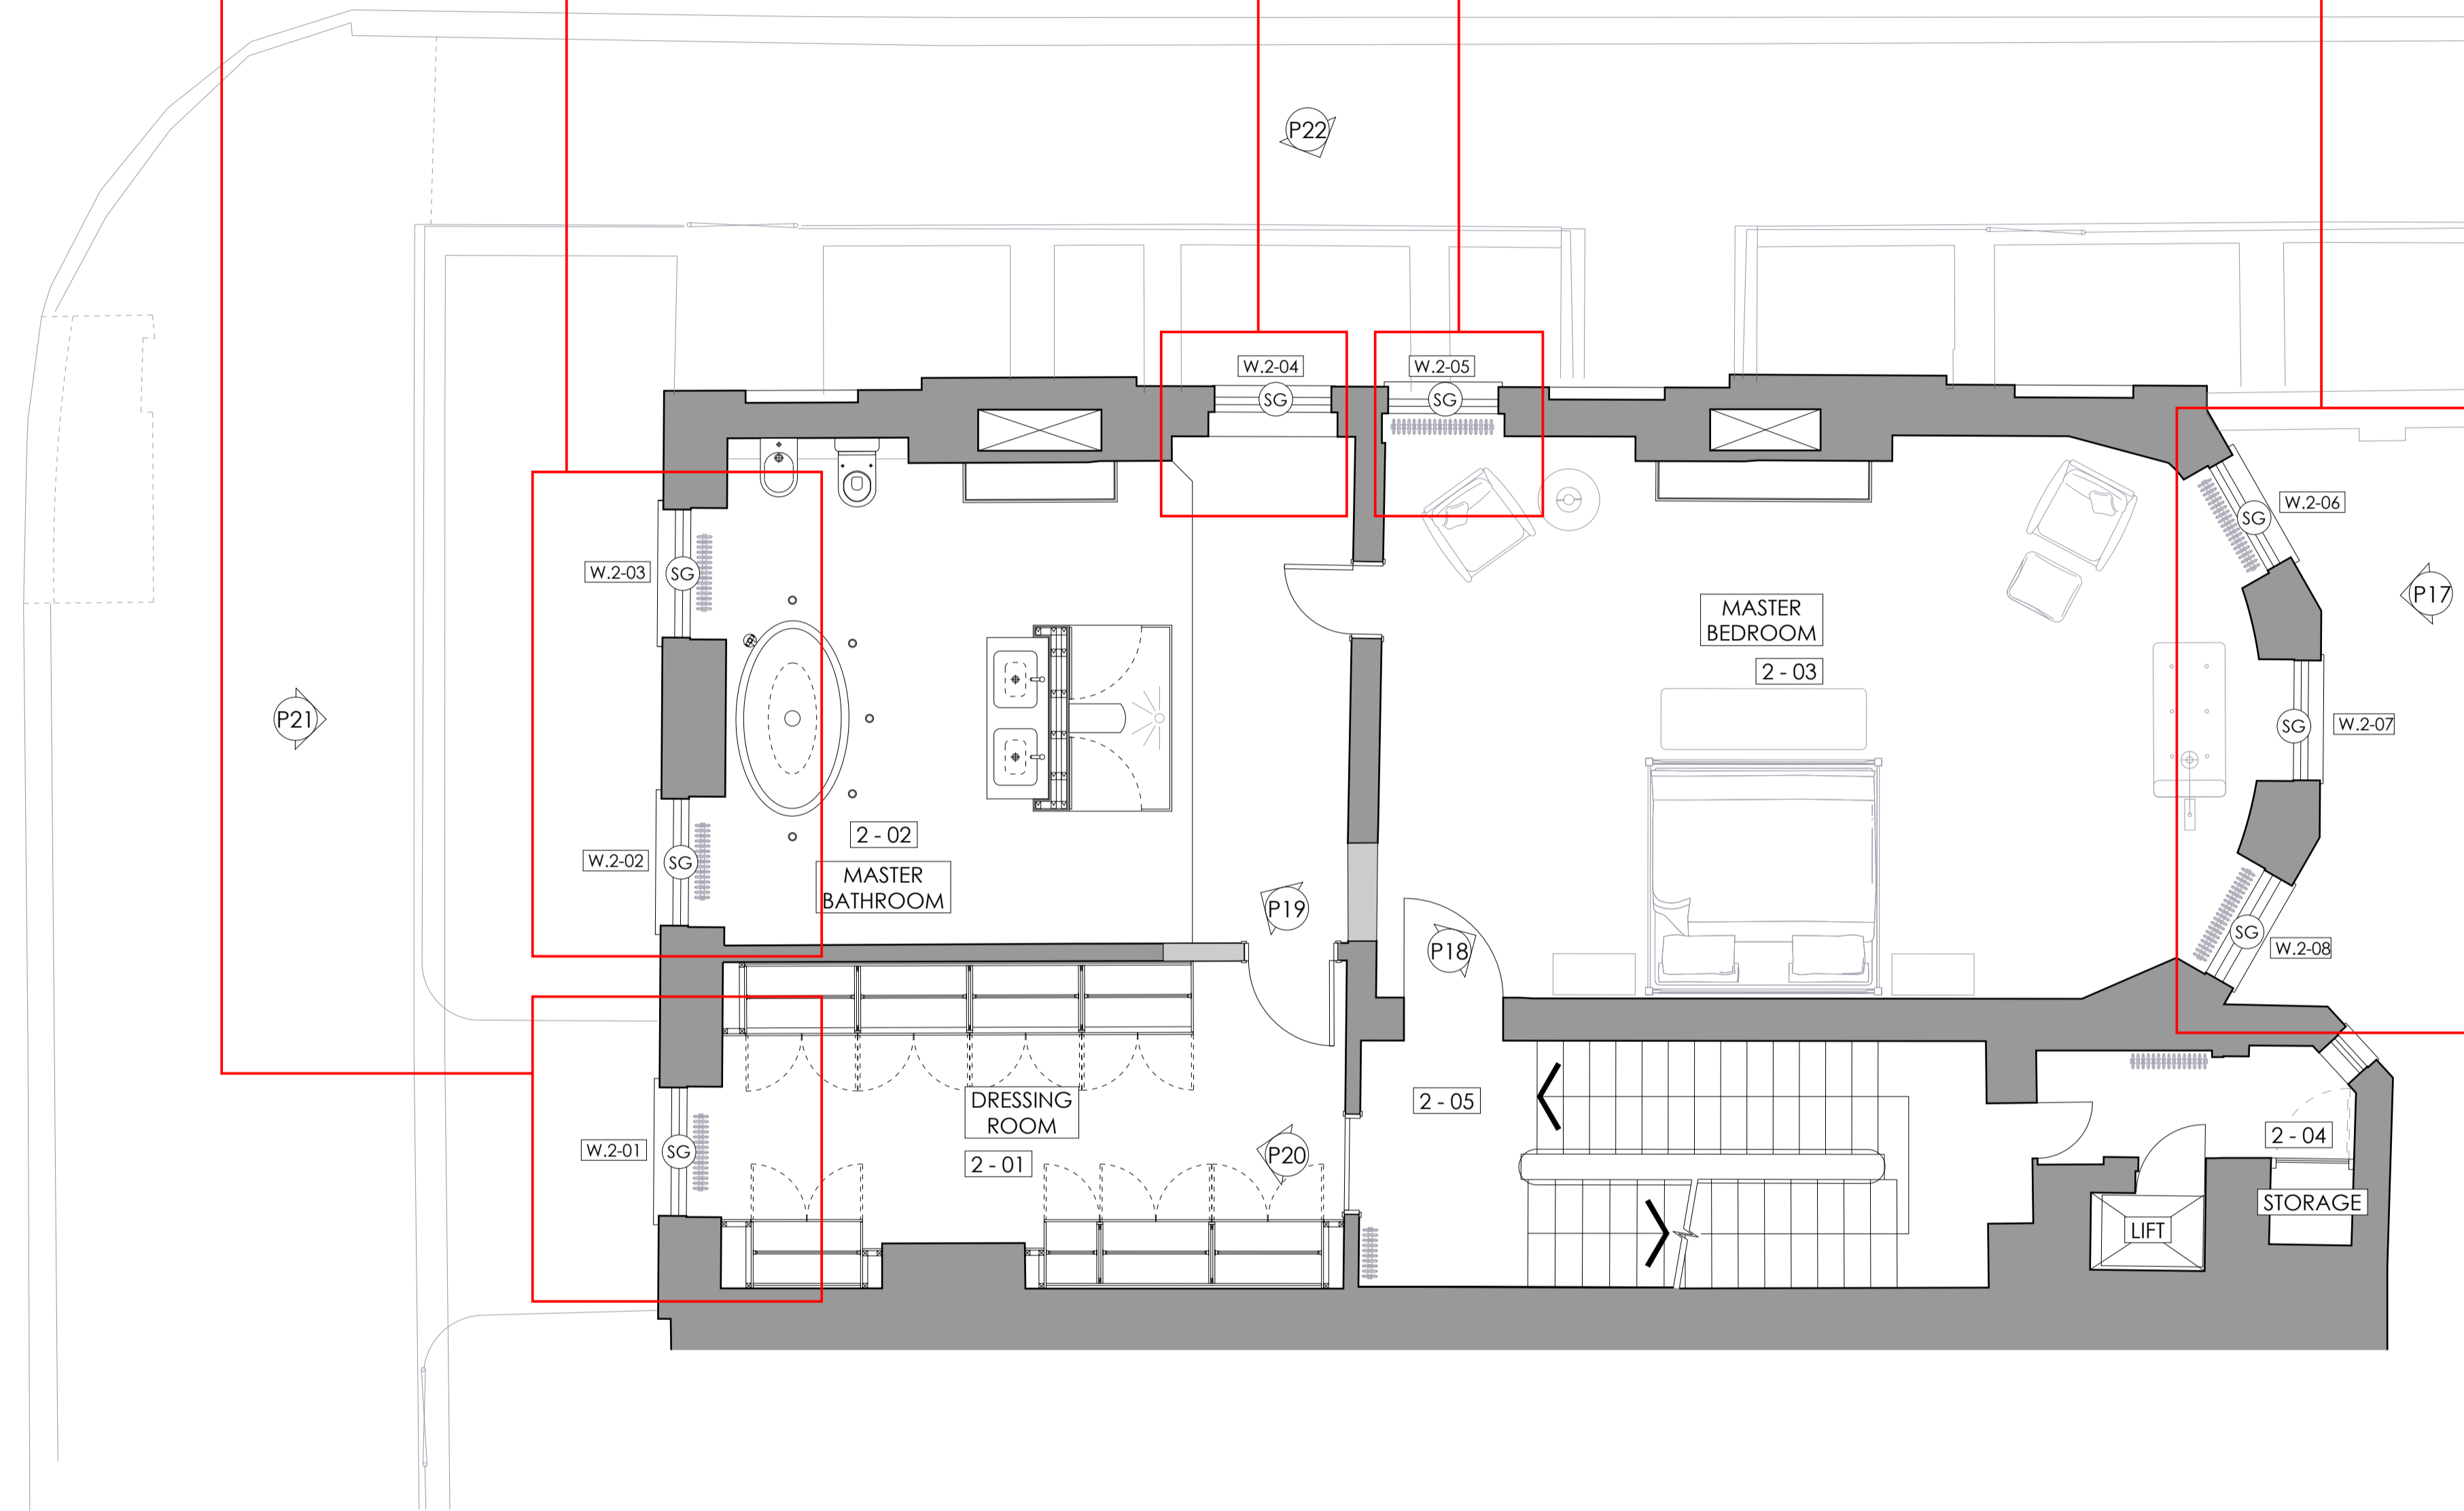 P22
W.2-04
W.2-05
SG
SG
W.2-06
SG
W.2-03
SG
P17
MASTER
BEDROOM
2 - 03
P21
SG
W.2-07
2 - 02
W.2-02
SG
MASTER
BATHROOM
P19
P18
SG
W.2-08
DRESSING
ROOM
2 - 05
2 - 04
W.2-01
SG
2 - 01
P20
STORAGE
LIFT